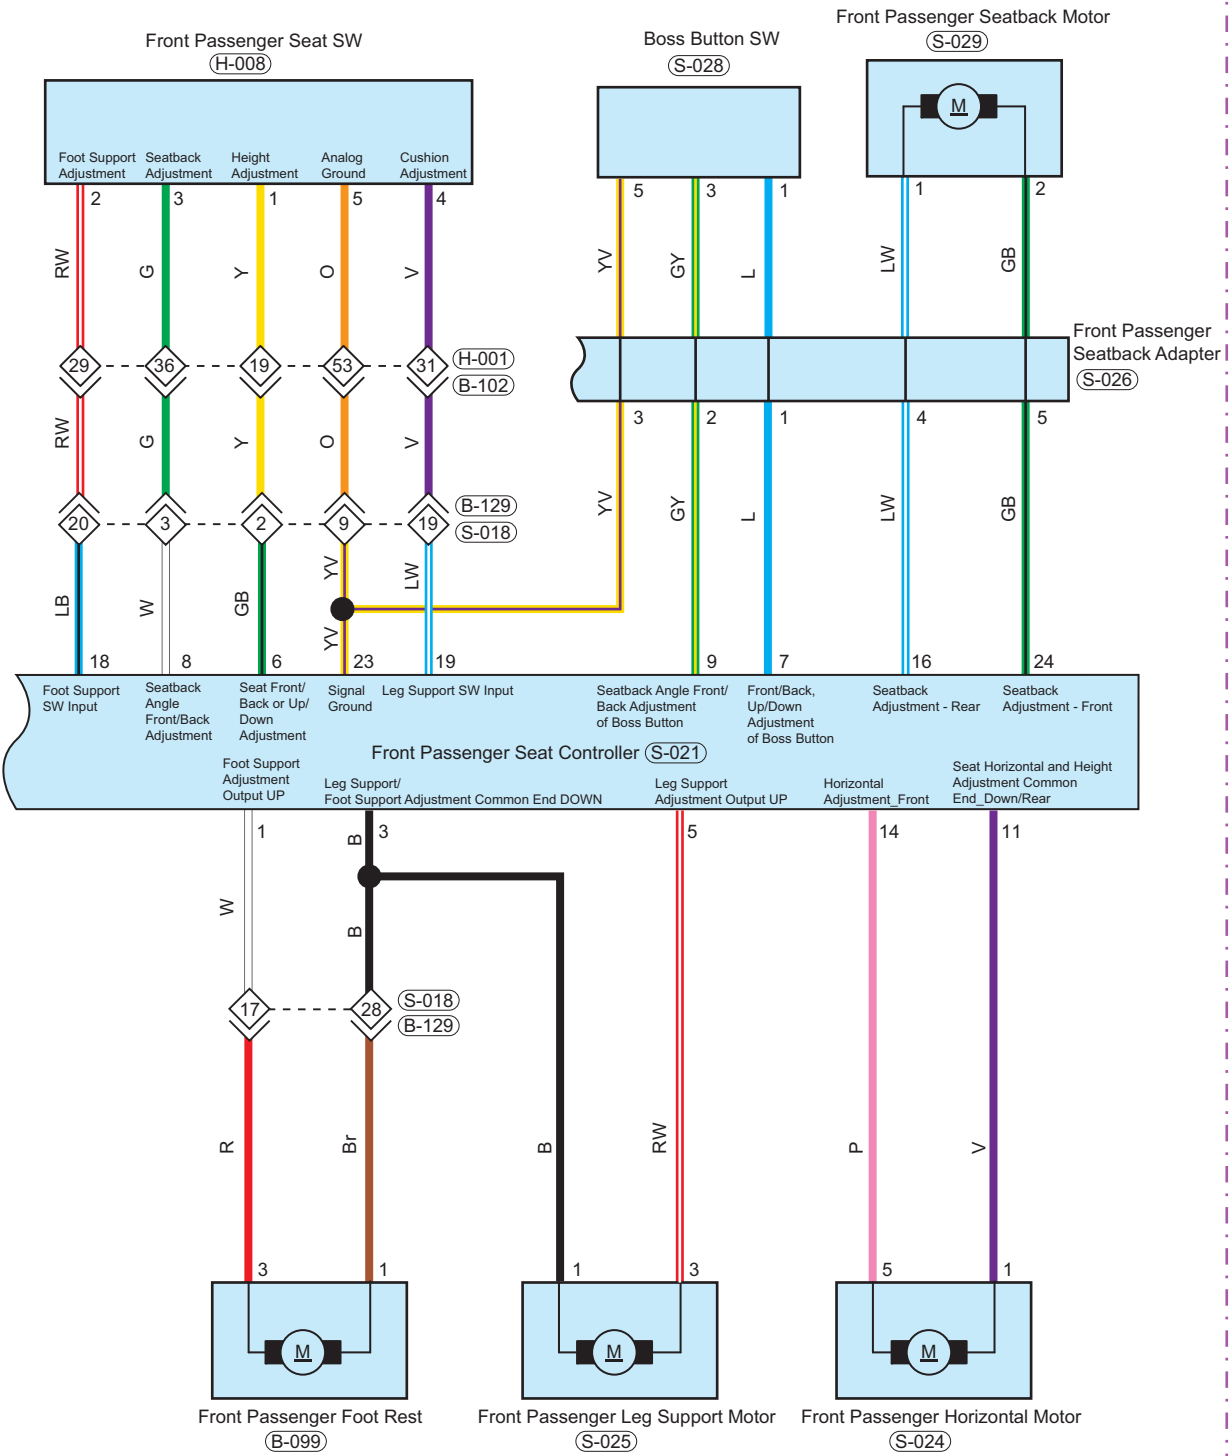 Front Passenger Seatback Motor
S-029
Front Passenger Seat SW
H-008
Boss Button SW
S-028
M
Foot Support
Adjustment
Seatback
Adjustment
Height
Adjustment
Analog
Ground
Cushion
Adjustment
2
3
1
5
4
5
3
1
1
2
RW
G
Y
O
V
YV
GY
L
LW
GB
Front Passenger
Seatback Adapter
S-026
29
36
19
53
31
H-001
B-102
3
2
1
4
5
RW
G
Y
O
V
YV
GY
L
LW
GB
20
3
2
9
19
B-129
S-018
LB
W
GB
YV
YV
LW
18
8
6
23
19
9
7
16
24
Foot Support
SW Input
Seatback
Angle
Front/Back
Adjustment
Seat Front/
Back or Up/
Down
Adjustment
Signal
Ground
Leg Support SW Input
Seatback Angle Front/
Back Adjustment
of Boss Button
Front/Back,
Up/Down
Adjustment
of Boss Button
Seatback
Adjustment - Rear
Seatback
Adjustment - Front
Front Passenger Seat Controller
S-021
Foot Support
Adjustment
Output UP
Leg Support/
Foot Support Adjustment Common End DOWN
Leg Support
Adjustment Output UP
Horizontal
Adjustment_Front
Seat Horizontal and Height
Adjustment Common
End_Down/Rear
1
3
5
14
11
B
W
B
17
28
S-018
B-129
R
Br
B
RW
P
V
3
1
1
3
5
1
M
M
M
Front Passenger Foot Rest
B-099
Front Passenger Leg Support Motor
S-025
Front Passenger Horizontal Motor
S-024